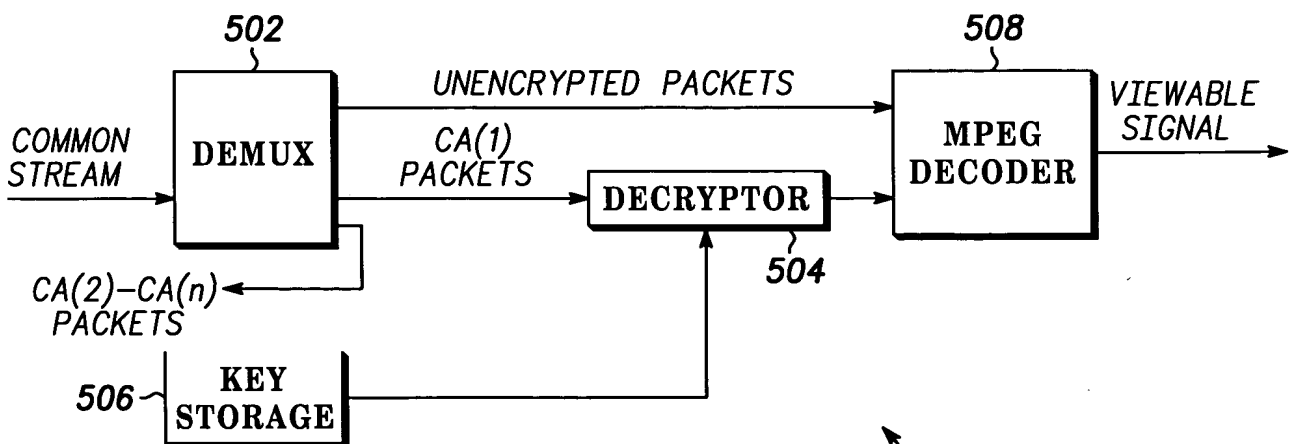 502
508
UNENCRYPTED PACKETS
VIEWABLE
SIGNAL
COMMON
STREAM
DEMUX
CA(1)
PACKETS
MPEG
DECODER
DECRYPTOR
504
CA(2)-CA(n)
PACKETS
506
KEY
STORAGE